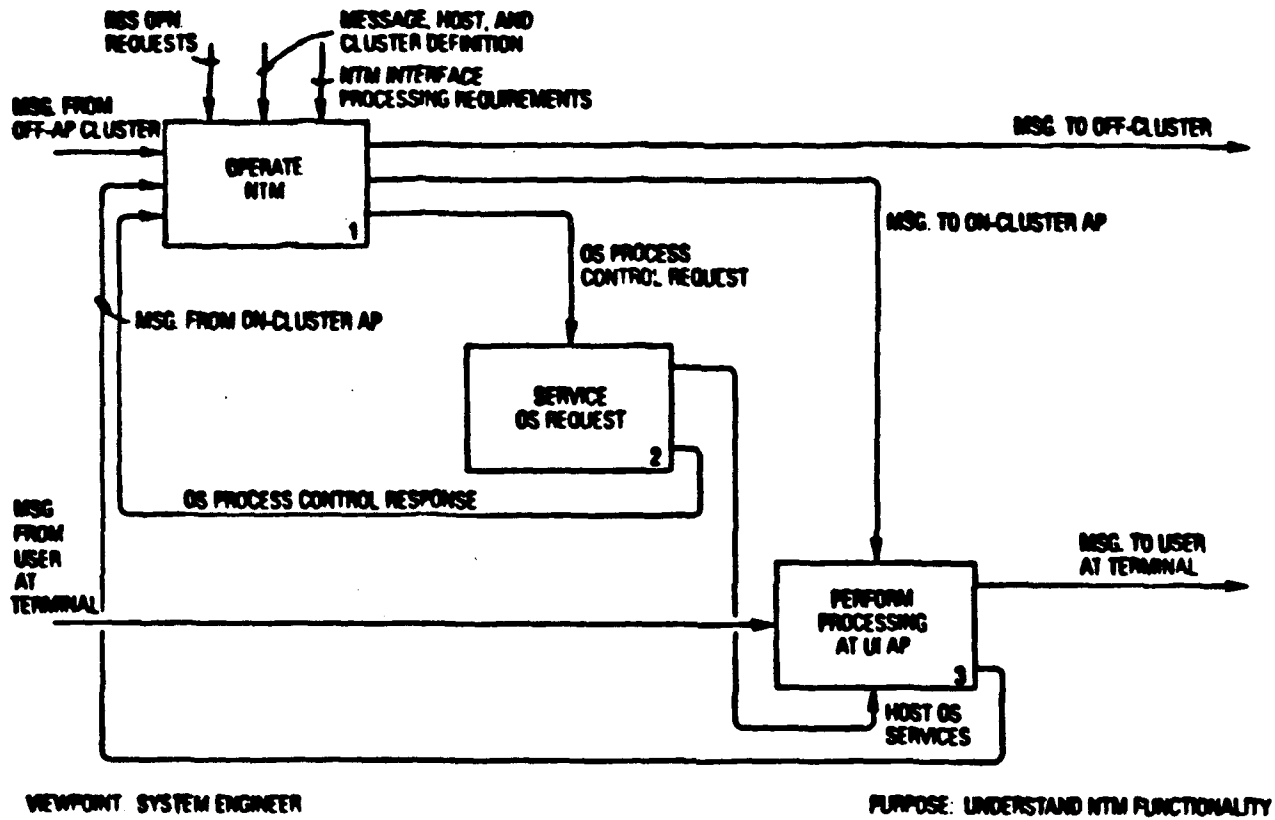 OPN.
REQUESTS
MESSAGE, HOST, AND
CLUSTER DEFINITION
NTM INTERFACE
PROCESSING REQUIREMENTS
MSG. FROM
OFF-AP CLUSTER
OPERATE
NTM
1
MSG. TO OFF-CLUSTER
MSG. TO ON-CLUSTER AP
OS PROCESS
CONTROL REQUEST
MSG. FROM ON-CLUSTER AP
SERVICE
OS REQUEST
2
OS PROCESS CONTROL RESPONSE
MSG
FROM
USER
AT
TERMINAL
MSG. TO USER
AT TERMINAL
PERFORM
PROCESSING
AT UI AP
3
HOST OS
SERVICES
VIEWPOINT: SYSTEM ENGINEER
PURPOSE: UNDERSTAND NTM FUNCTIONALITY